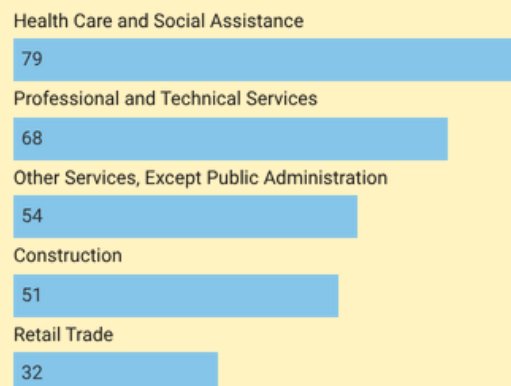 Health Care and Social Assistance
79
Professional and Technical Services
68
Other Services, Except Public Administration
54
Construction
51
Retail Trade
32